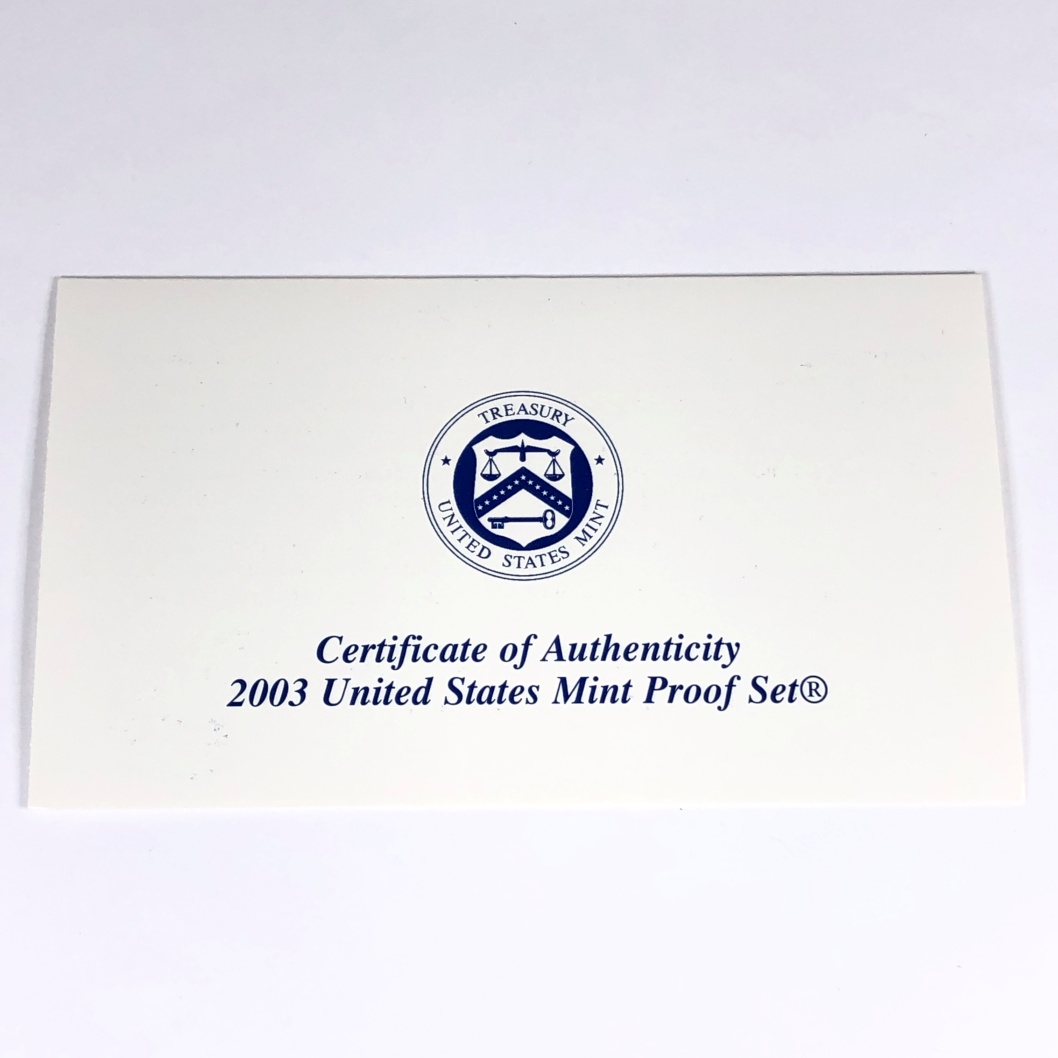 TREASURY
UNITED STATES MINT
Certificate of Authenticity
2003 United States Mint Proof Set®